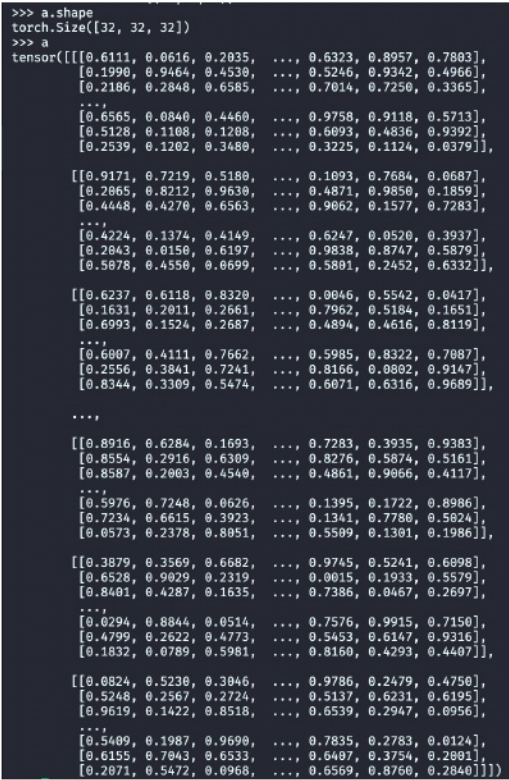 >>> a.shape
torch.Size([32, 32, 32])
>>> a
tensor([[[0.6111, 0.0616, 0.2035,  ..., 0.6323, 0.8957, 0.7803],
         [0.1990, 0.9464, 0.4530,  ..., 0.5246, 0.9342, 0.4966],
         [0.2186, 0.2848, 0.6585,  ..., 0.7014, 0.7250, 0.3365],
         ...,
         [0.6565, 0.0840, 0.4460,  ..., 0.9758, 0.9118, 0.5713],
         [0.5128, 0.1108, 0.1208,  ..., 0.6093, 0.4836, 0.9392],
         [0.2539, 0.1202, 0.3480,  ..., 0.3225, 0.1124, 0.0379]],
        [[0.9171, 0.7219, 0.5180,  ..., 0.1093, 0.7684, 0.0687],
         [0.2065, 0.8212, 0.9630,  ..., 0.4871, 0.9850, 0.1859],
         [0.4448, 0.4270, 0.6563,  ..., 0.9062, 0.1577, 0.7283],
         ...,
         [0.4224, 0.1374, 0.4149,  ..., 0.6247, 0.0520, 0.3937],
         [0.2043, 0.0150, 0.6197,  ..., 0.9838, 0.8747, 0.5879],
         [0.5078, 0.4550, 0.0699,  ..., 0.5801, 0.2452, 0.6332]],
        [[0.6237, 0.6118, 0.8320,  ..., 0.0046, 0.5542, 0.0417],
         [0.1631, 0.2011, 0.2661,  ..., 0.7962, 0.5184, 0.1651],
         [0.6993, 0.1524, 0.2687,  ..., 0.4894, 0.4616, 0.8119],
         ...,
         [0.6007, 0.4111, 0.7662,  ..., 0.5985, 0.8322, 0.7087],
         [0.2556, 0.3841, 0.7241,  ..., 0.8166, 0.0802, 0.9147],
         [0.8344, 0.3309, 0.5474,  ..., 0.6071, 0.6316, 0.9689]],
        ...,
        [[0.8916, 0.6284, 0.1693,  ..., 0.7283, 0.3935, 0.9383],
         [0.8554, 0.2916, 0.6309,  ..., 0.8276, 0.5874, 0.5161],
         [0.8587, 0.2003, 0.4540,  ..., 0.4861, 0.9066, 0.4117],
         ...,
         [0.5976, 0.7248, 0.0626,  ..., 0.1395, 0.1722, 0.8986],
         [0.7234, 0.6615, 0.3923,  ..., 0.1341, 0.7780, 0.5024],
         [0.0573, 0.2378, 0.8051,  ..., 0.5509, 0.1301, 0.1986]],
        [[0.3879, 0.3569, 0.6682,  ..., 0.9745, 0.5241, 0.6098],
         [0.6528, 0.9029, 0.2319,  ..., 0.0015, 0.1933, 0.5579],
         [0.8401, 0.4287, 0.1635,  ..., 0.7386, 0.0467, 0.2697],
         ...,
         [0.0294, 0.8844, 0.0514,  ..., 0.7576, 0.9915, 0.7150],
         [0.4799, 0.2622, 0.4773,  ..., 0.5453, 0.6147, 0.9316],
         [0.1832, 0.0789, 0.5981,  ..., 0.8160, 0.4293, 0.4407]],
        [[0.0824, 0.5230, 0.3046,  ..., 0.9786, 0.2479, 0.4750],
         [0.5248, 0.2567, 0.2724,  ..., 0.5137, 0.6231, 0.6195],
         [0.9619, 0.1422, 0.8518,  ..., 0.6539, 0.2947, 0.0956],
         ...,
         [0.5409, 0.1987, 0.9690,  ..., 0.7835, 0.2783, 0.0124],
         [0.6155, 0.7043, 0.6533,  ..., 0.6407, 0.3754, 0.2001],
         [0.2071, 0.5472, 0.0968,  ..., 0.6569, 0.8760, 0.2840]]])